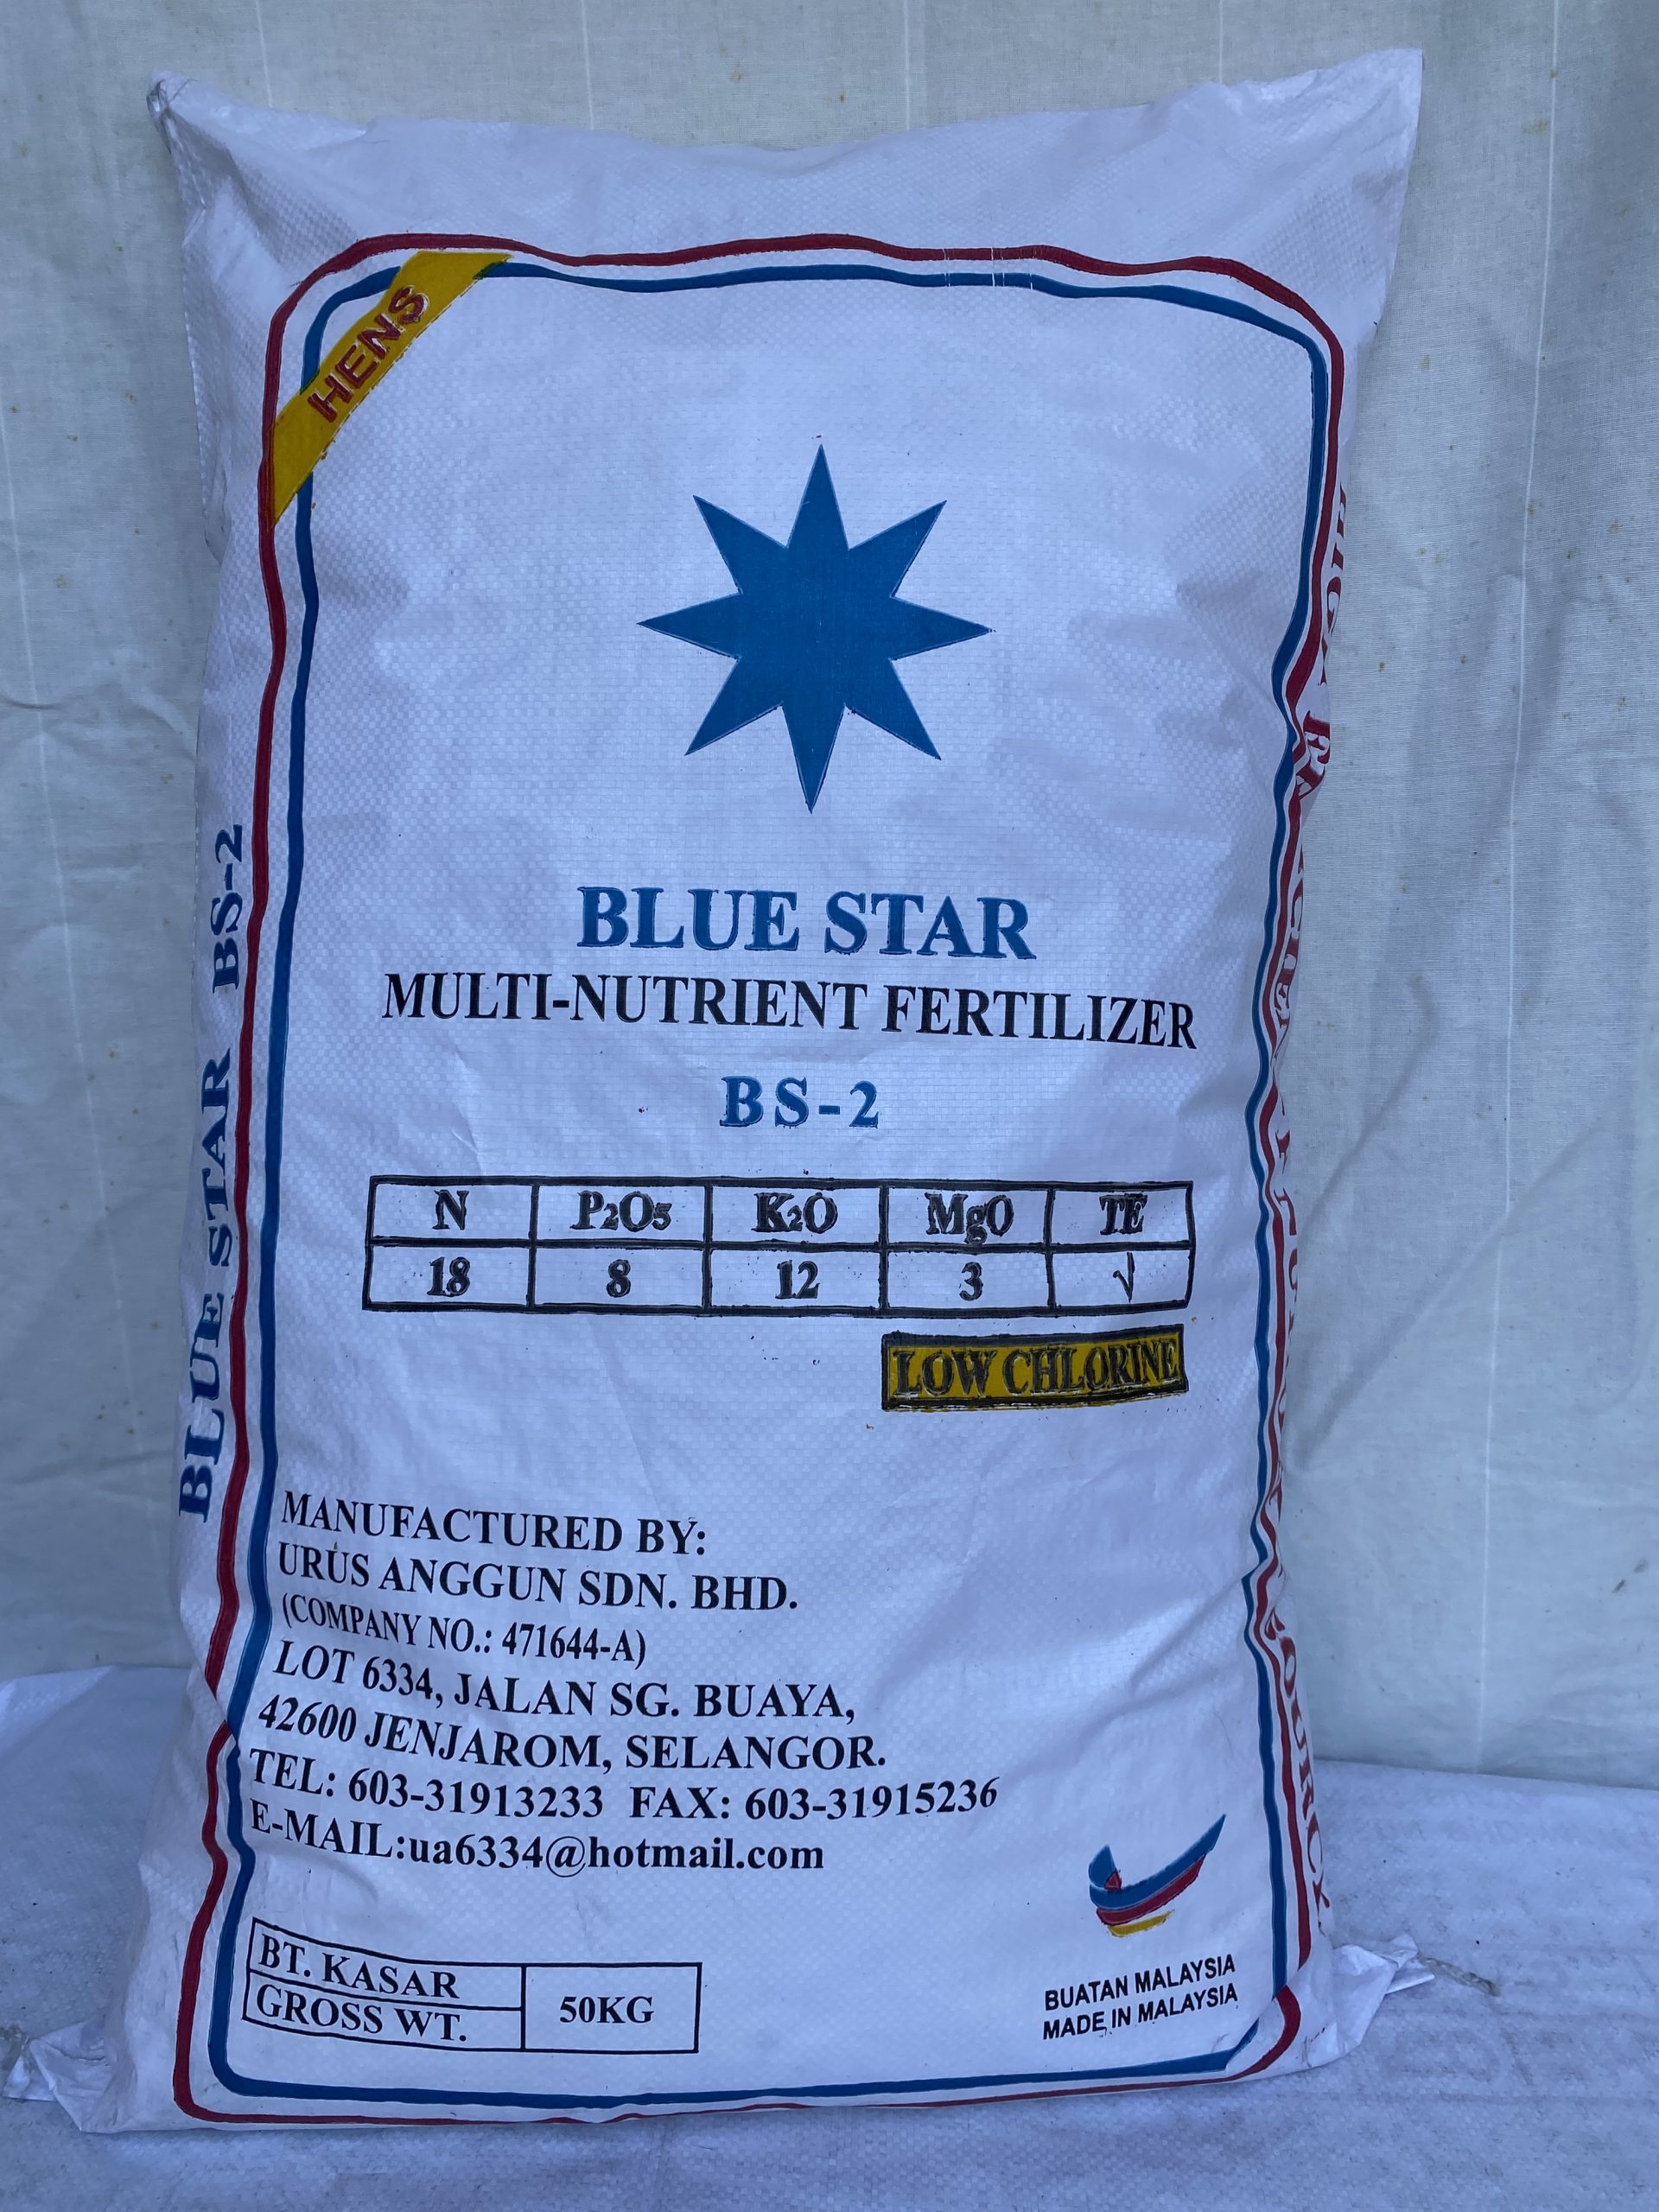 HENS
BLUE STAR
MULTI-NUTRIENT FERTILIZER
BS-2
N P₂O₅ K₂O MgO TE
18 8 12 3 √
LOW CHLORINE
MANUFACTURED BY:
URUS ANGGUN SDN. BHD.
(COMPANY NO.: 471644-A)
LOT 6334, JALAN SG. BUAYA,
42600 JENJAROM, SELANGOR.
TEL: 603-31913233 FAX: 603-31915236
E-MAIL:ua6334@hotmail.com
BT. KASAR
GROSS WT.
50KG
BUATAN MALAYSIA
MADE IN MALAYSIA
BLUE STAR BS-2